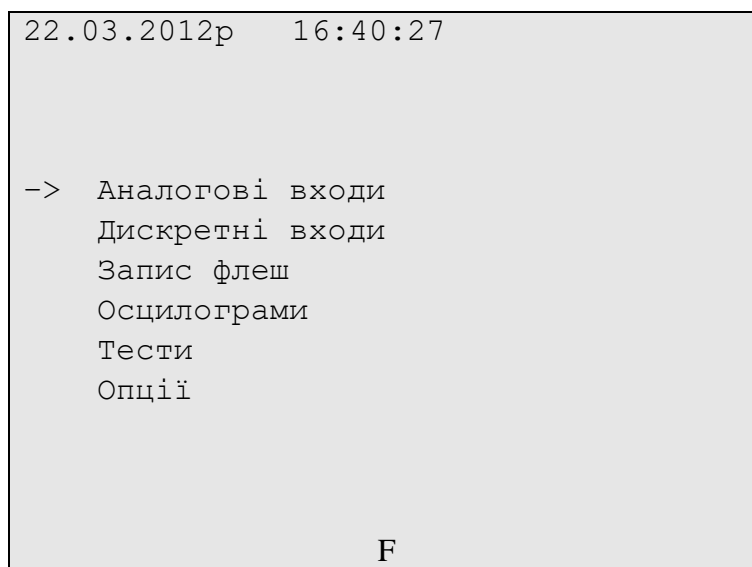 22.03.2012р 16:40:27
-> Аналогові входи
Дискретні входи
Запис флеш
Осцилограми
Тести
Опції
F